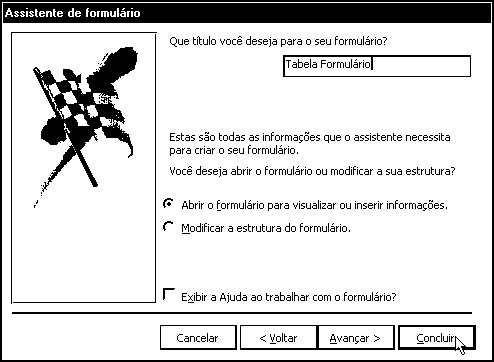 Assistente de formulário
Que título você deseja para o seu formulário?
Tabela Formulário
Estas são todas as informações que o assistente necessita
para criar o seu formulário.
Você deseja abrir o formulário ou modificar a sua estrutura?
Abrir o formulário para visualizar ou inserir informações.
Modificar a estrutura do formulário.
Exibir a Ajuda ao trabalhar com o formulário?
Cancelar < Voltar Avançar > Concluir